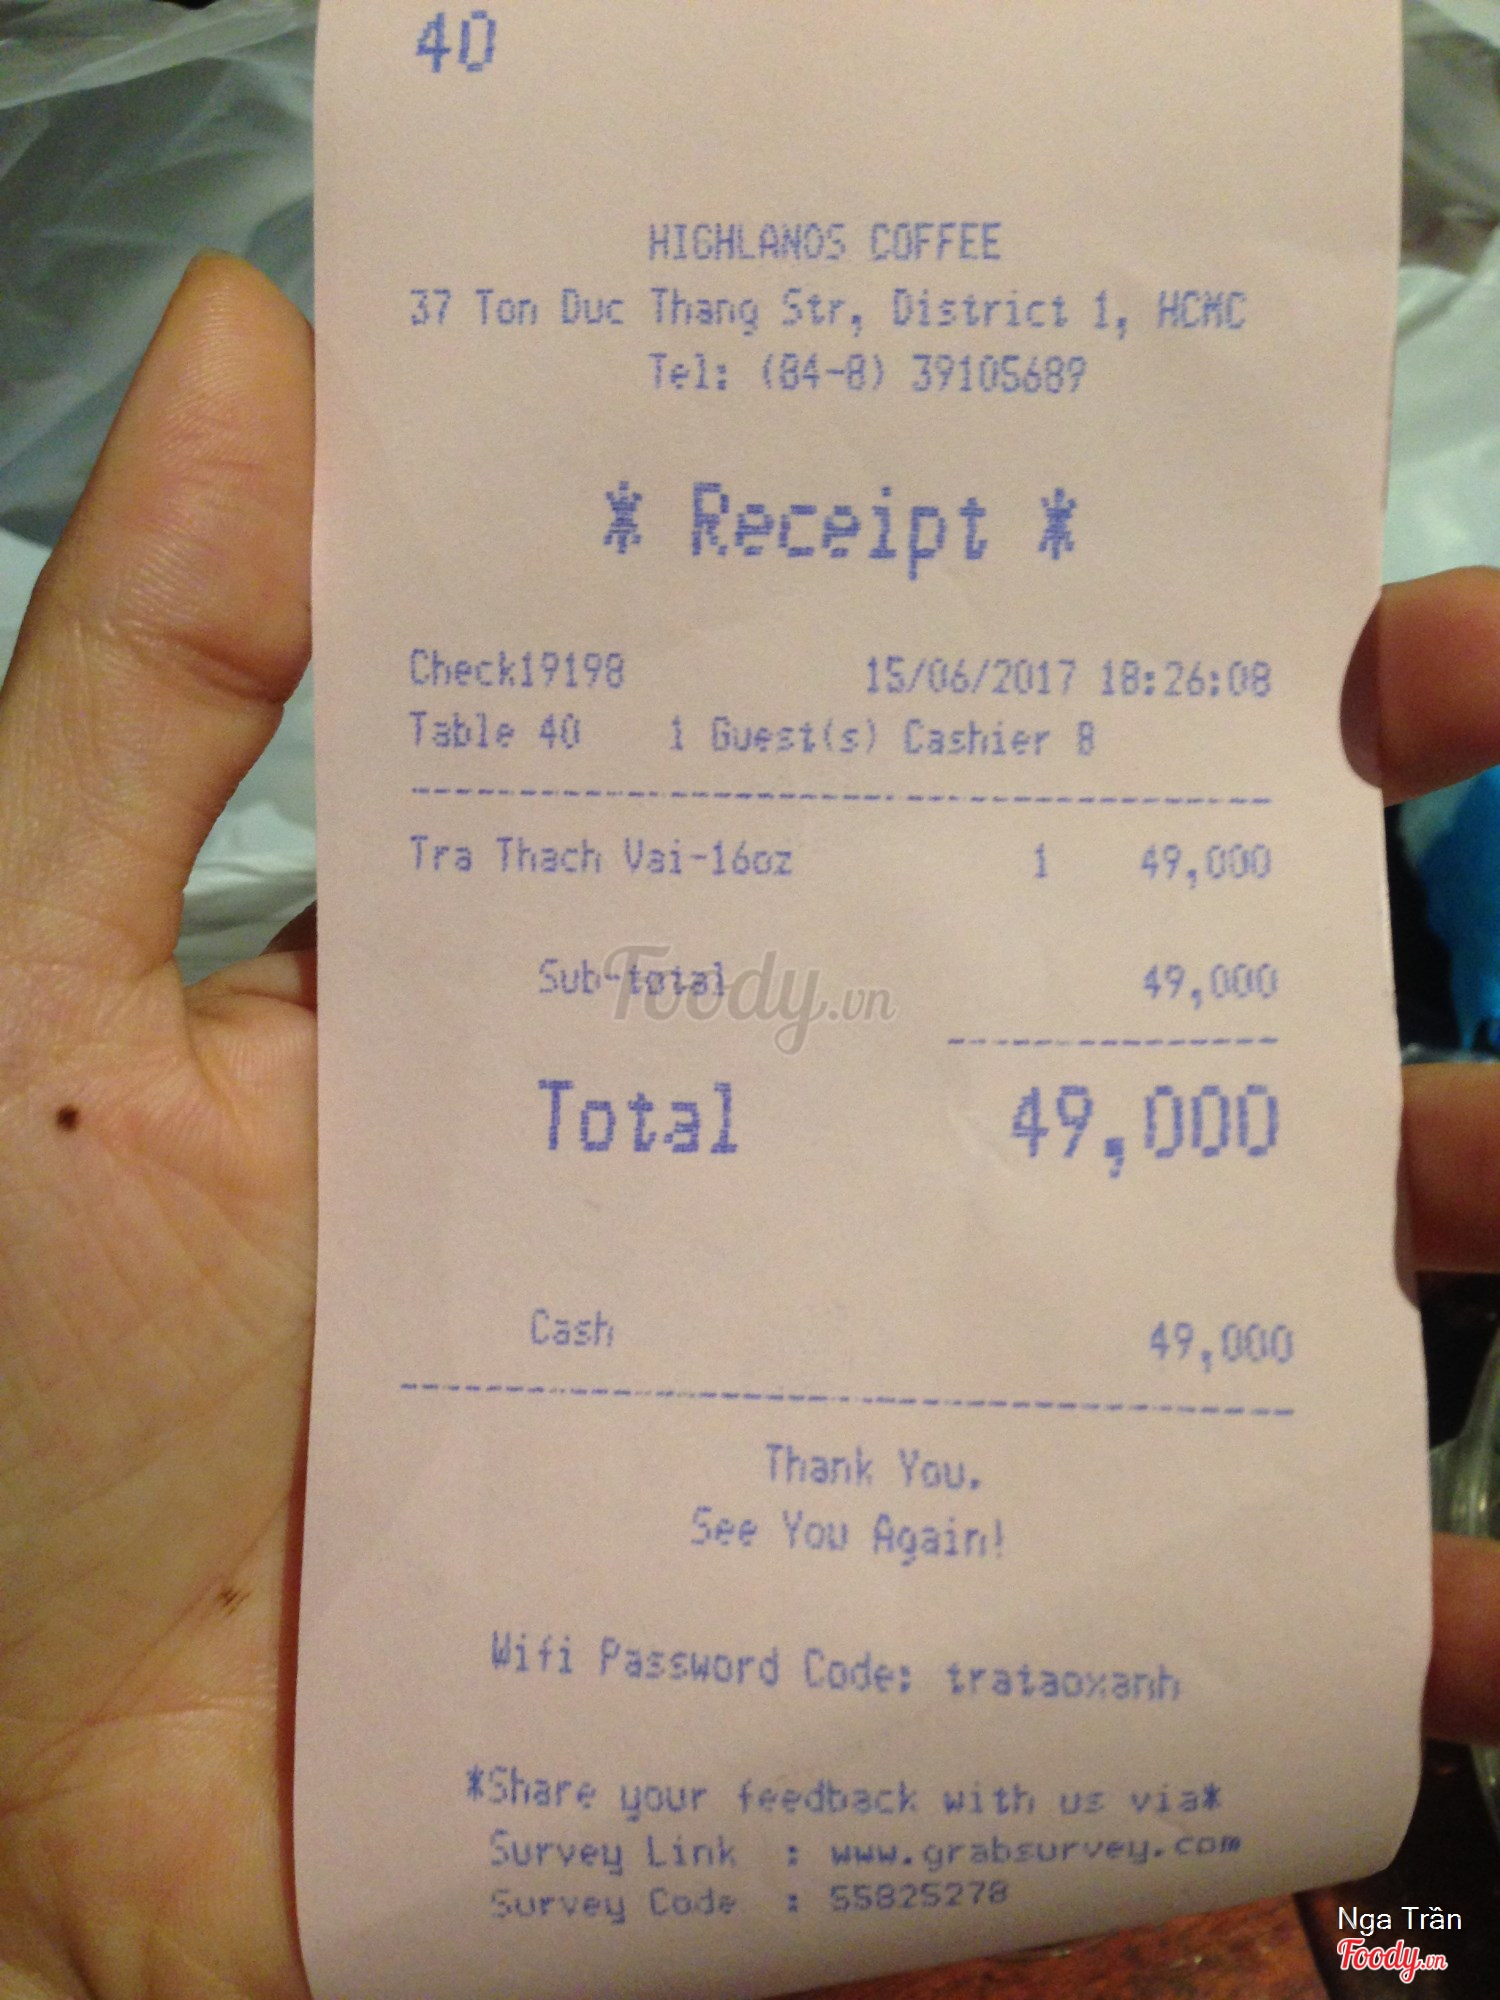 40
HIGHLANDS COFFEE
37 Ton Duc Thang Str, District 1, HCMC
Tel: (84-8) 39105689
* Receipt *
Check19198 15/06/2017 18:26:08
Table 40 1 Guest(s) Cashier 8
Tra Thach Vai-16oz 1 49,000
Sub-total 49,000
Foody.vn
Total 49,000
Cash 49,000
Thank You.
See You Again!
Wifi Password Code: trataoxanh
*Share your feedback with us via*
Survey Link : www.grabsurvey.com
Survey Code : 55825278
Nga Trần
Foody.vn